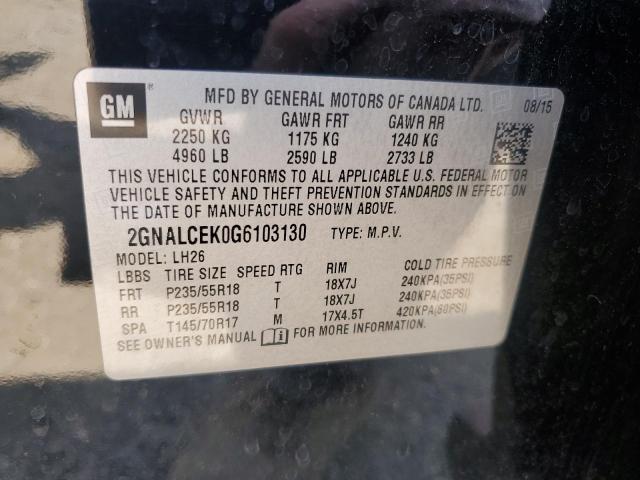 GM ® MFD BY GENERAL MOTORS OF CANADA LTD. 08/15
GVWR GAWR FRT GAWR RR
2250 KG 1175 KG 1240 KG
4960 LB 2590 LB 2733 LB
THIS VEHICLE CONFORMS TO ALL APPLICABLE U.S. FEDERAL MOTOR
VEHICLE SAFETY AND THEFT PREVENTION STANDARDS IN EFFECT ON
THE DATE OF MANUFACTURE SHOWN ABOVE.
2GNALCEK0G6103130 TYPE: M.P.V.
MODEL: LH26
LBBS TIRE SIZE SPEED RTG RIM COLD TIRE PRESSURE
FRT P235/55R18 T 18X7J 240KPA(35PSI)
RR P235/55R18 T 18X7J 240KPA(35PSI)
SPA T145/70R17 M 17X4.5T 420KPA(60PSI)
SEE OWNER'S MANUAL FOR MORE INFORMATION.